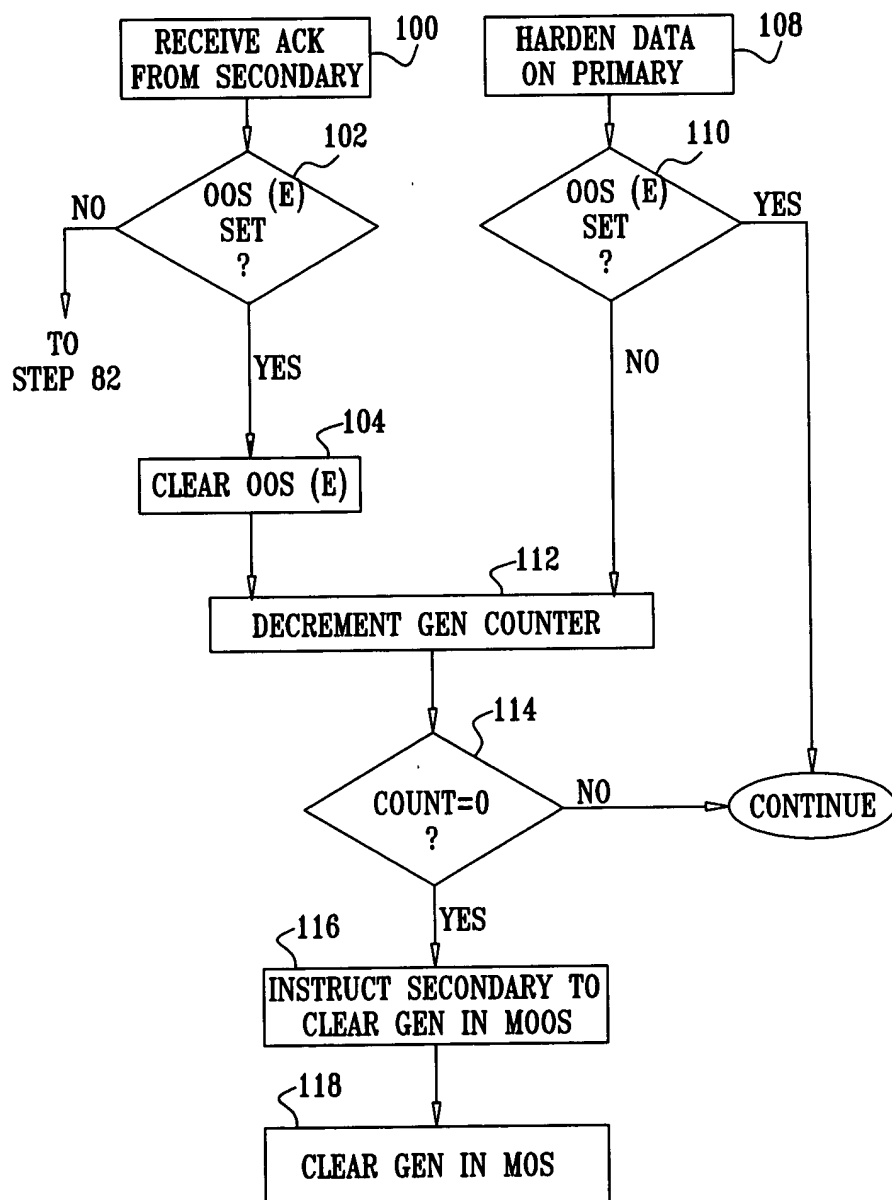 RECEIVE ACK
FROM SECONDARY
100
HARDEN DATA
ON PRIMARY
108
102
OOS (E)
SET
?
NO
TO
STEP 82
YES
110
OOS (E)
SET
?
YES
NO
104
CLEAR OOS (E)
112
DECREMENT GEN COUNTER
114
COUNT=0
?
NO
CONTINUE
YES
116
INSTRUCT SECONDARY TO
CLEAR GEN IN MOOS
118
CLEAR GEN IN MOS